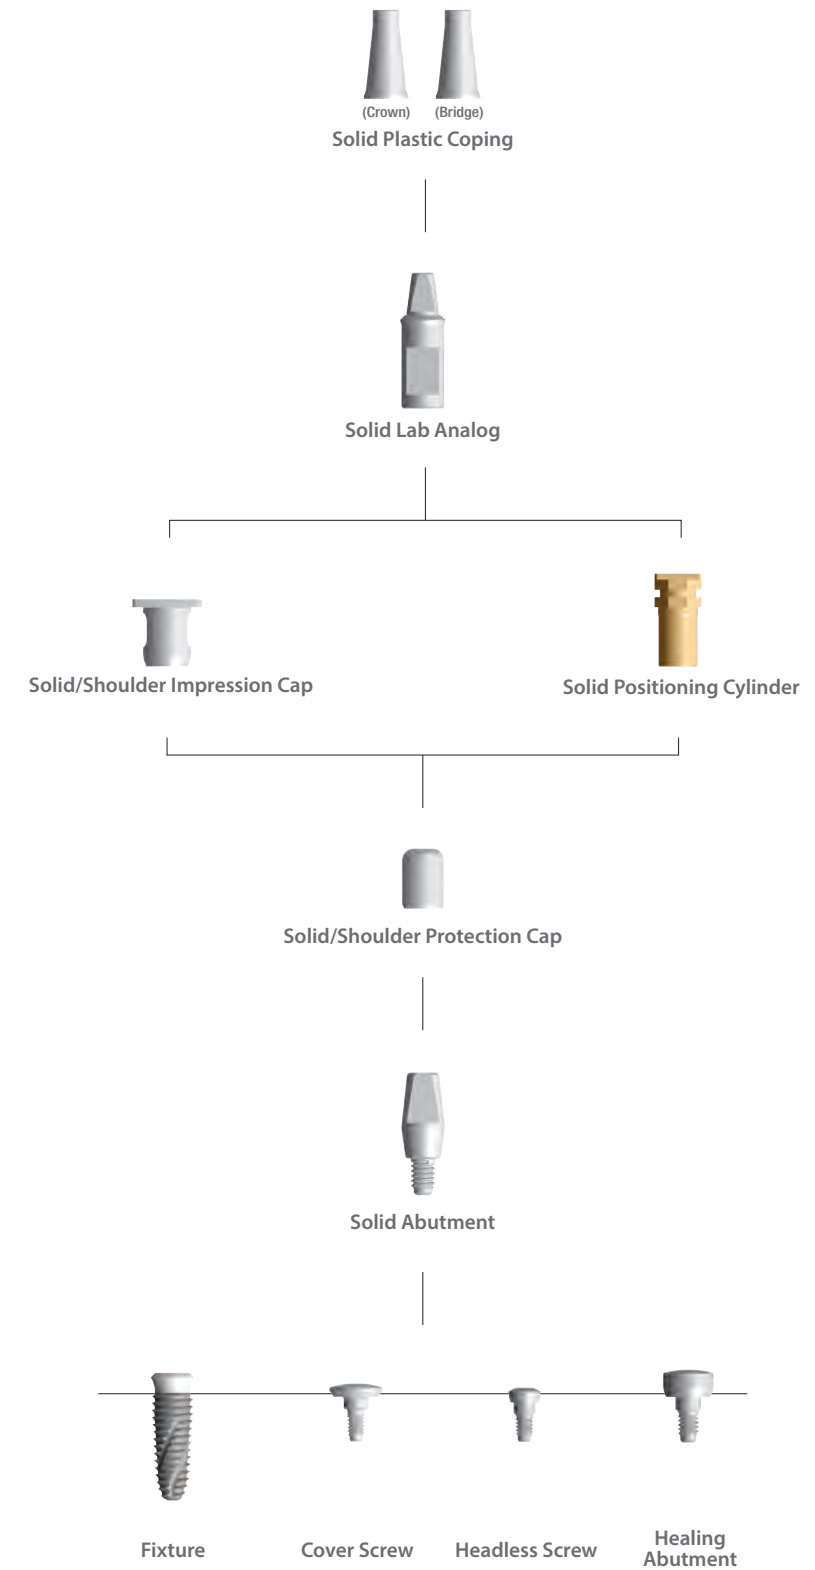 (Crown) (Bridge)
Solid Plastic Coping
Solid Lab Analog
Solid/Shoulder Impression Cap
Solid Positioning Cylinder
Solid/Shoulder Protection Cap
Solid Abutment
Fixture
Cover Screw
Headless Screw
Healing
Abutment